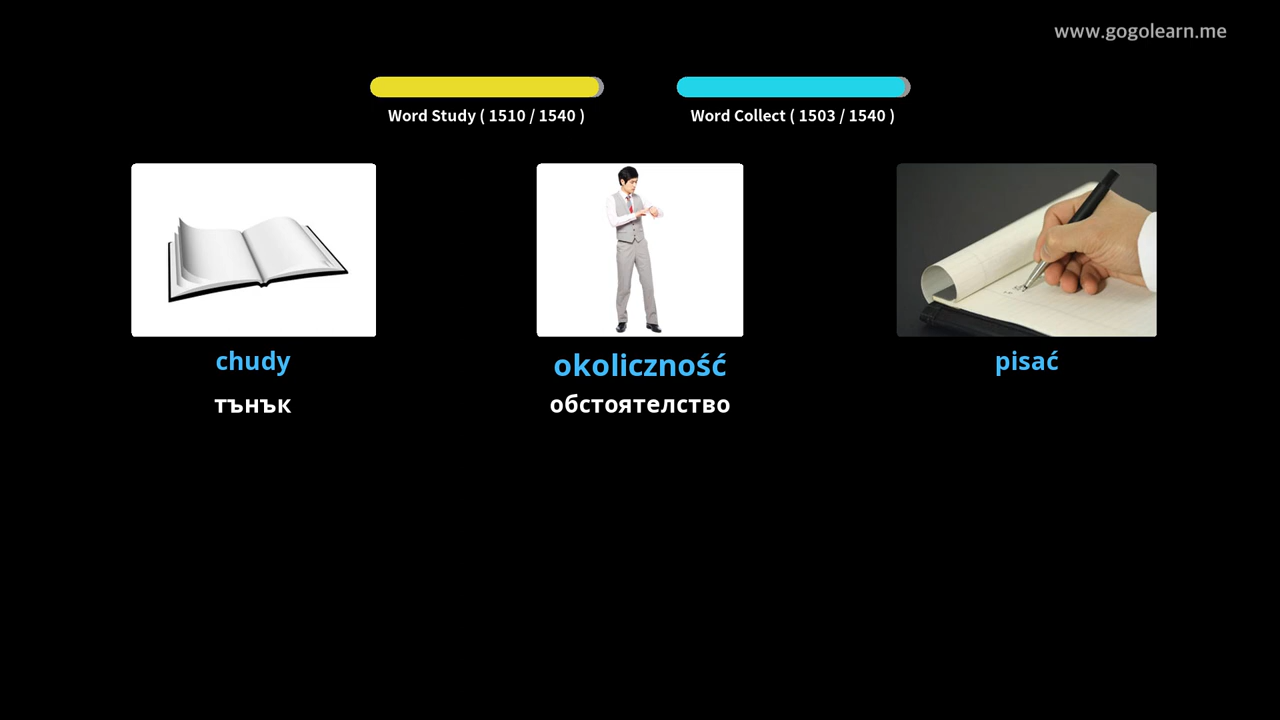 www.gogolearn.me
Word Study ( 1510 / 1540 )
Word Collect ( 1503 / 1540 )
chudy
okoliczność
pisać
тънък
обстоятелство